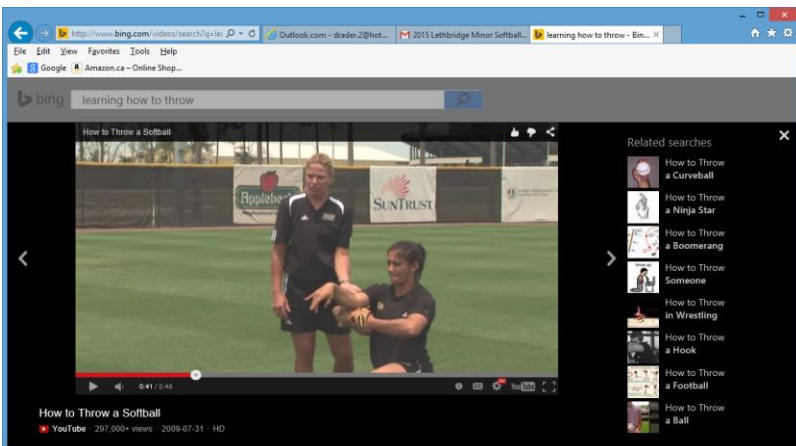 http://www.bing.com/videos/search?q=lea
Outlook.com - drader.2@hot...
2015 Lethbridge Minor Softball...
learning how to throw - Bin...
File Edit View Favorites Tools Help
Google
Amazon.ca – Online Shop...
bing
learning how to throw
How to Throw a Softball
Applebee's
SUNTRUST
0:41 / 2:48
YouTube
How to Throw a Softball
YouTube · 297,000+ views · 2009-07-31 · HD
Related searches
How to Throw
a Curveball
How to Throw
a Ninja Star
How to Throw
a Boomerang
How to Throw
Someone
How to Throw
in Wrestling
How to Throw
a Hook
How to Throw
a Football
How to Throw
a Ball